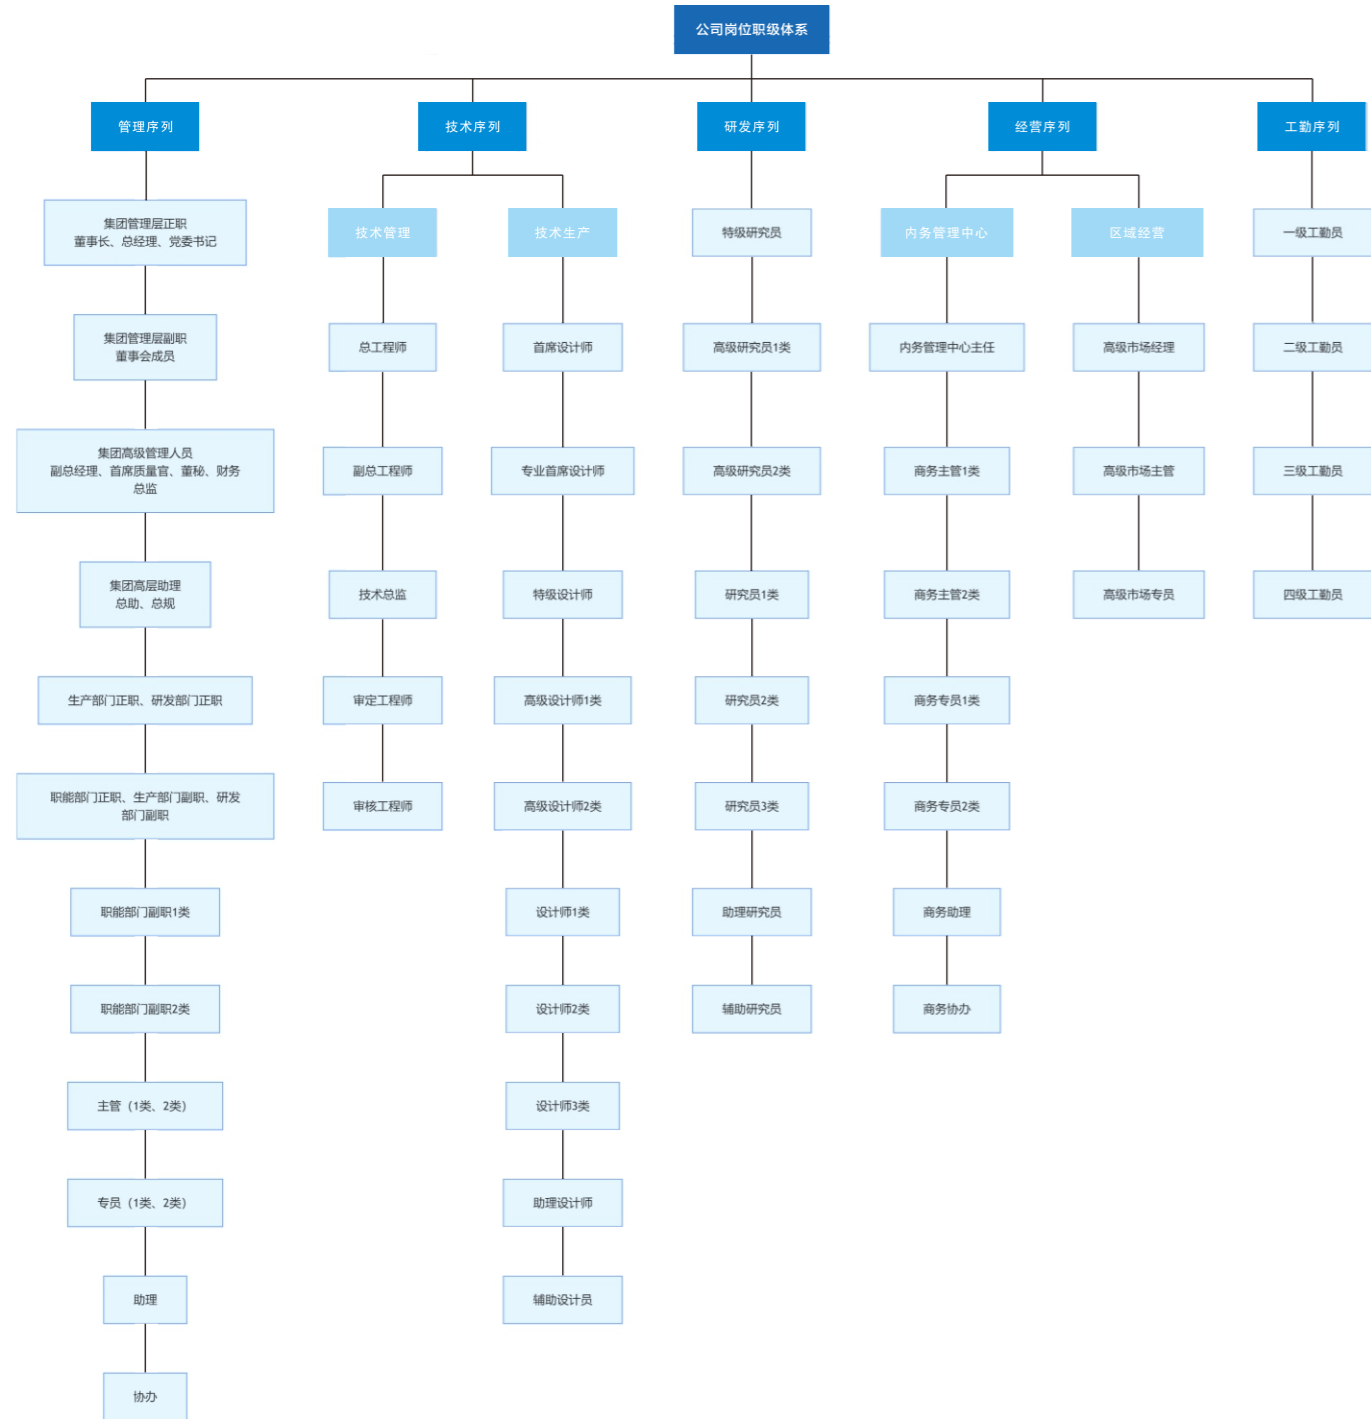 公司岗位职级体系
管理序列
技术序列
研发序列
经营序列
工勤序列
集团管理层正职
董事长、总经理、党委书记
集团管理层副职
董事会成员
集团高级管理人员
副总经理、首席质量官、董秘、财务
总监
集团高层助理
总助、总规
生产部门正职、研发部门正职
职能部门正职、生产部门副职、研发
部门副职
职能部门副职1类
职能部门副职2类
主管（1类、2类）
专员（1类、2类）
助理
协办
技术管理
总工程师
副总工程师
技术总监
审定工程师
审核工程师
技术生产
首席设计师
专业首席设计师
特级设计师
高级设计师1类
高级设计师2类
设计师1类
设计师2类
设计师3类
助理设计师
辅助设计员
特级研究员
高级研究员1类
高级研究员2类
研究员1类
研究员2类
研究员3类
助理研究员
辅助研究员
内务管理中心
内务管理中心主任
商务主管1类
商务主管2类
商务专员1类
商务专员2类
商务助理
商务协办
区域经营
高级市场经理
高级市场主管
高级市场专员
一级工勤员
二级工勤员
三级工勤员
四级工勤员